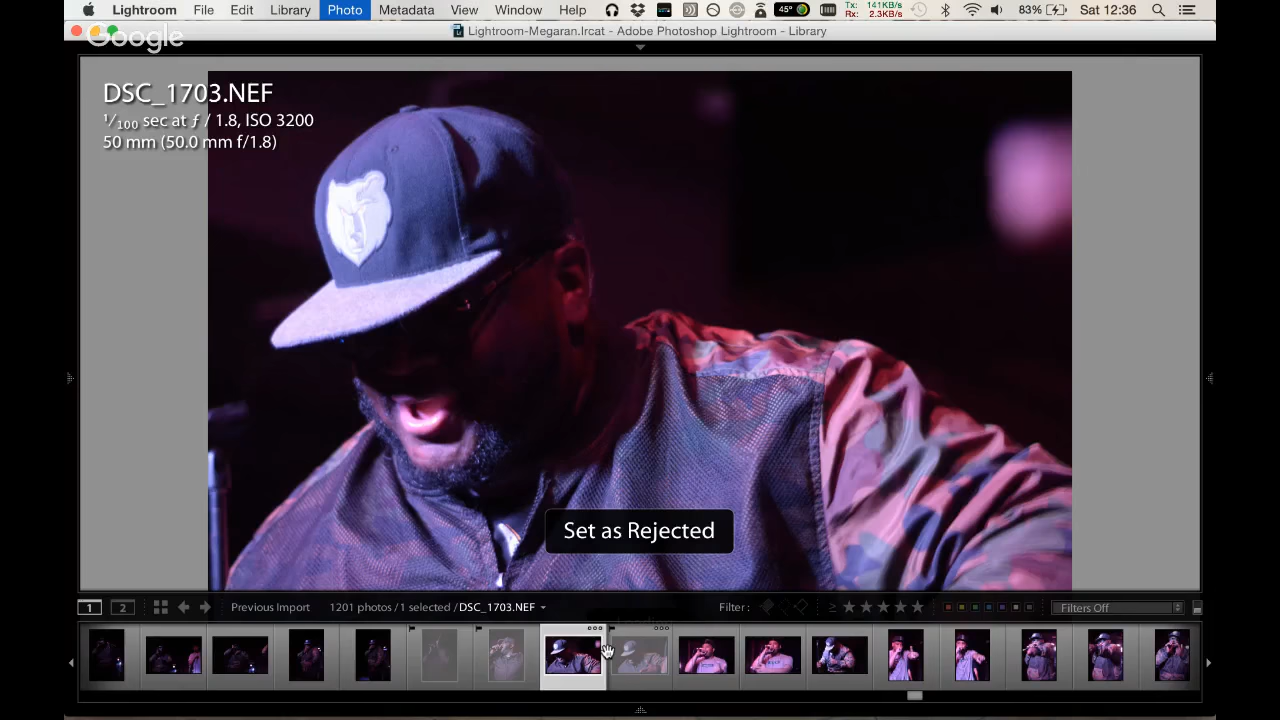 Lightroom File Edit Library Photo Metadata View Window Help 45° Tx: 141KB/s Rx: 2.3KB/s 83% Sat 12:36
Google
Lightroom-Megaran.lrcat - Adobe Photoshop Lightroom - Library
DSC_1703.NEF
1/100 sec at ƒ / 1.8, ISO 3200
50 mm (50.0 mm f/1.8)
Set as Rejected
1 2 Previous Import 1201 photos / 1 selected / DSC_1703.NEF Filter : ≥ ★★★★★ Filters Off